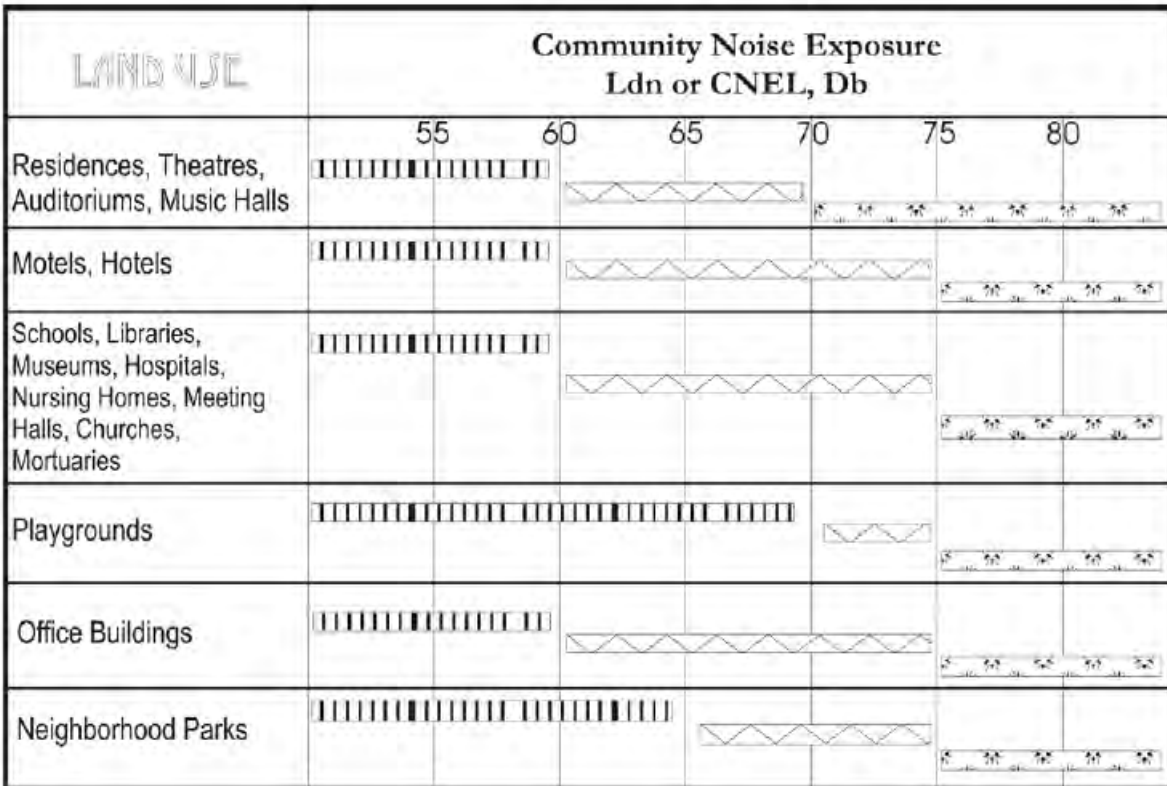 LAND USE
Community Noise Exposure
Ldn or CNEL, Db
55 60 65 70 75 80
Residences, Theatres,
Auditoriums, Music Halls
Motels, Hotels
Schools, Libraries,
Museums, Hospitals,
Nursing Homes, Meeting
Halls, Churches,
Mortuaries
Playgrounds
Office Buildings
Neighborhood Parks